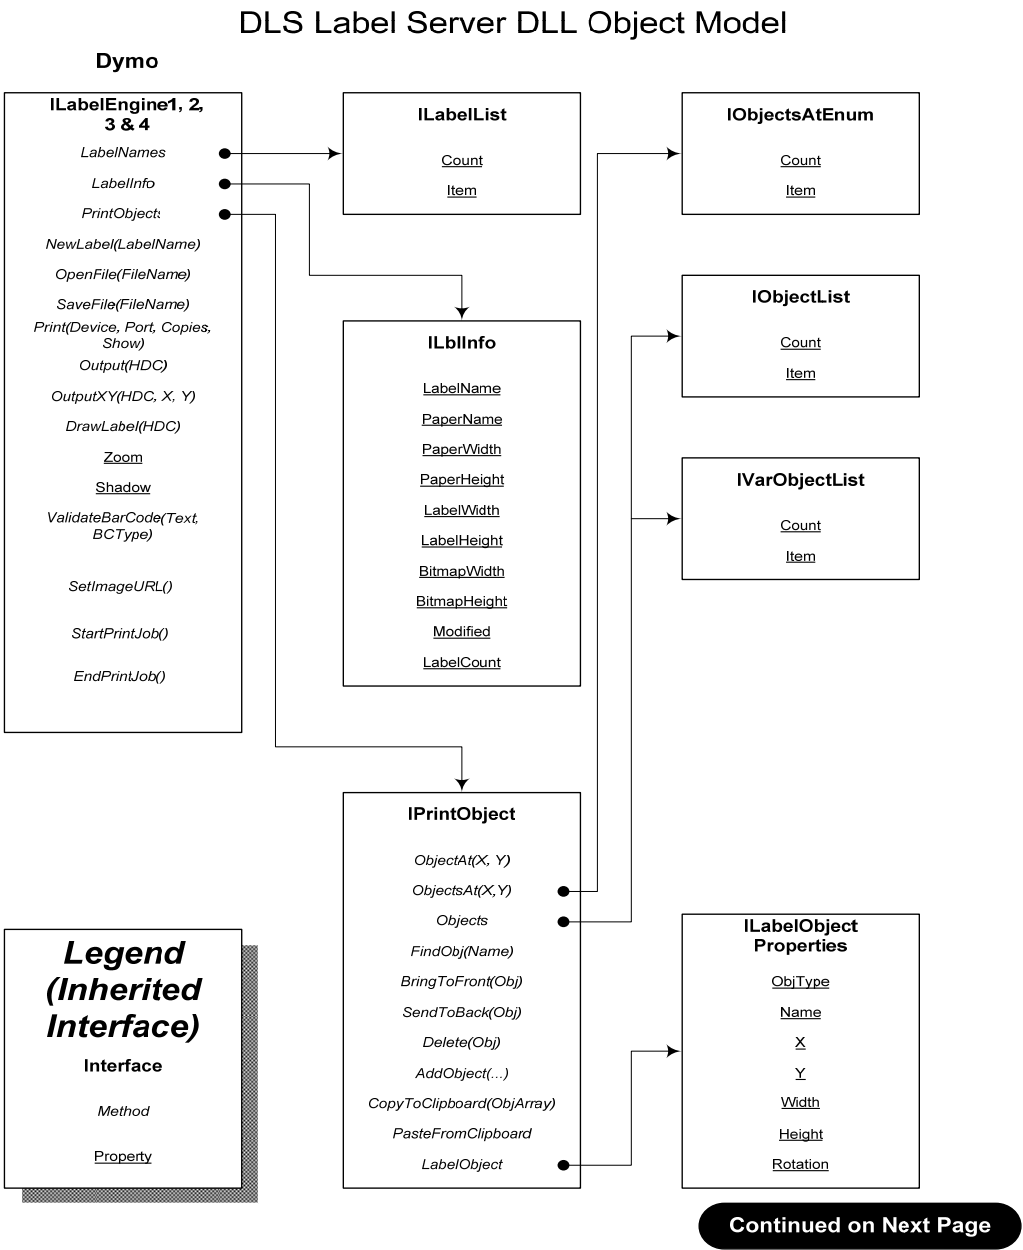 DLS Label Server DLL Object Model
Dymo
ILabelEngine1, 2,
3 & 4
LabelNames
LabelInfo
PrintObjects
NewLabel(LabelName)
OpenFile(FileName)
SaveFile(FileName)
Print(Device, Port, Copies,
Show)
Output(HDC)
OutputXY(HDC, X, Y)
DrawLabel(HDC)
Zoom
Shadow
ValidateBarCode(Text,
BCType)
SetImageURL()
StartPrintJob()
EndPrintJob()
ILabelList
Count
Item
IObjectsAtEnum
Count
Item
IObjectList
Count
Item
ILblInfo
LabelName
PaperName
PaperWidth
PaperHeight
LabelWidth
LabelHeight
BitmapWidth
BitmapHeight
Modified
LabelCount
IVarObjectList
Count
Item
IPrintObject
ObjectAt(X, Y)
ObjectsAt(X,Y)
Objects
FindObj(Name)
BringToFront(Obj)
SendToBack(Obj)
Delete(Obj)
AddObject(...)
CopyToClipboard(ObjArray)
PasteFromClipboard
LabelObject
ILabelObject
Properties
ObjType
Name
X
Y
Width
Height
Rotation
Legend
(Inherited
Interface)
Interface
Method
Property
Continued on Next Page